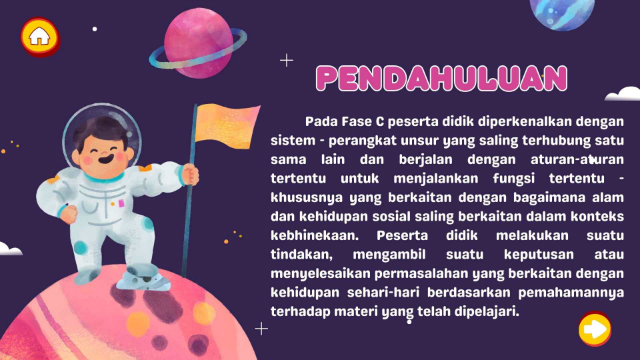 PENDAHULUAN
Pada Fase C peserta didik diperkenalkan dengan
sistem - perangkat unsur yang saling terhubung satu
sama lain dan berjalan dengan aturan-aturan
tertentu untuk menjalankan fungsi tertentu -
khususnya yang berkaitan dengan bagaimana alam
dan kehidupan sosial saling berkaitan dalam konteks
kebhinekaan. Peserta didik melakukan suatu
tindakan, mengambil suatu keputusan atau
menyelesaikan permasalahan yang berkaitan dengan
kehidupan sehari-hari berdasarkan pemahamannya
terhadap materi yang telah dipelajari.